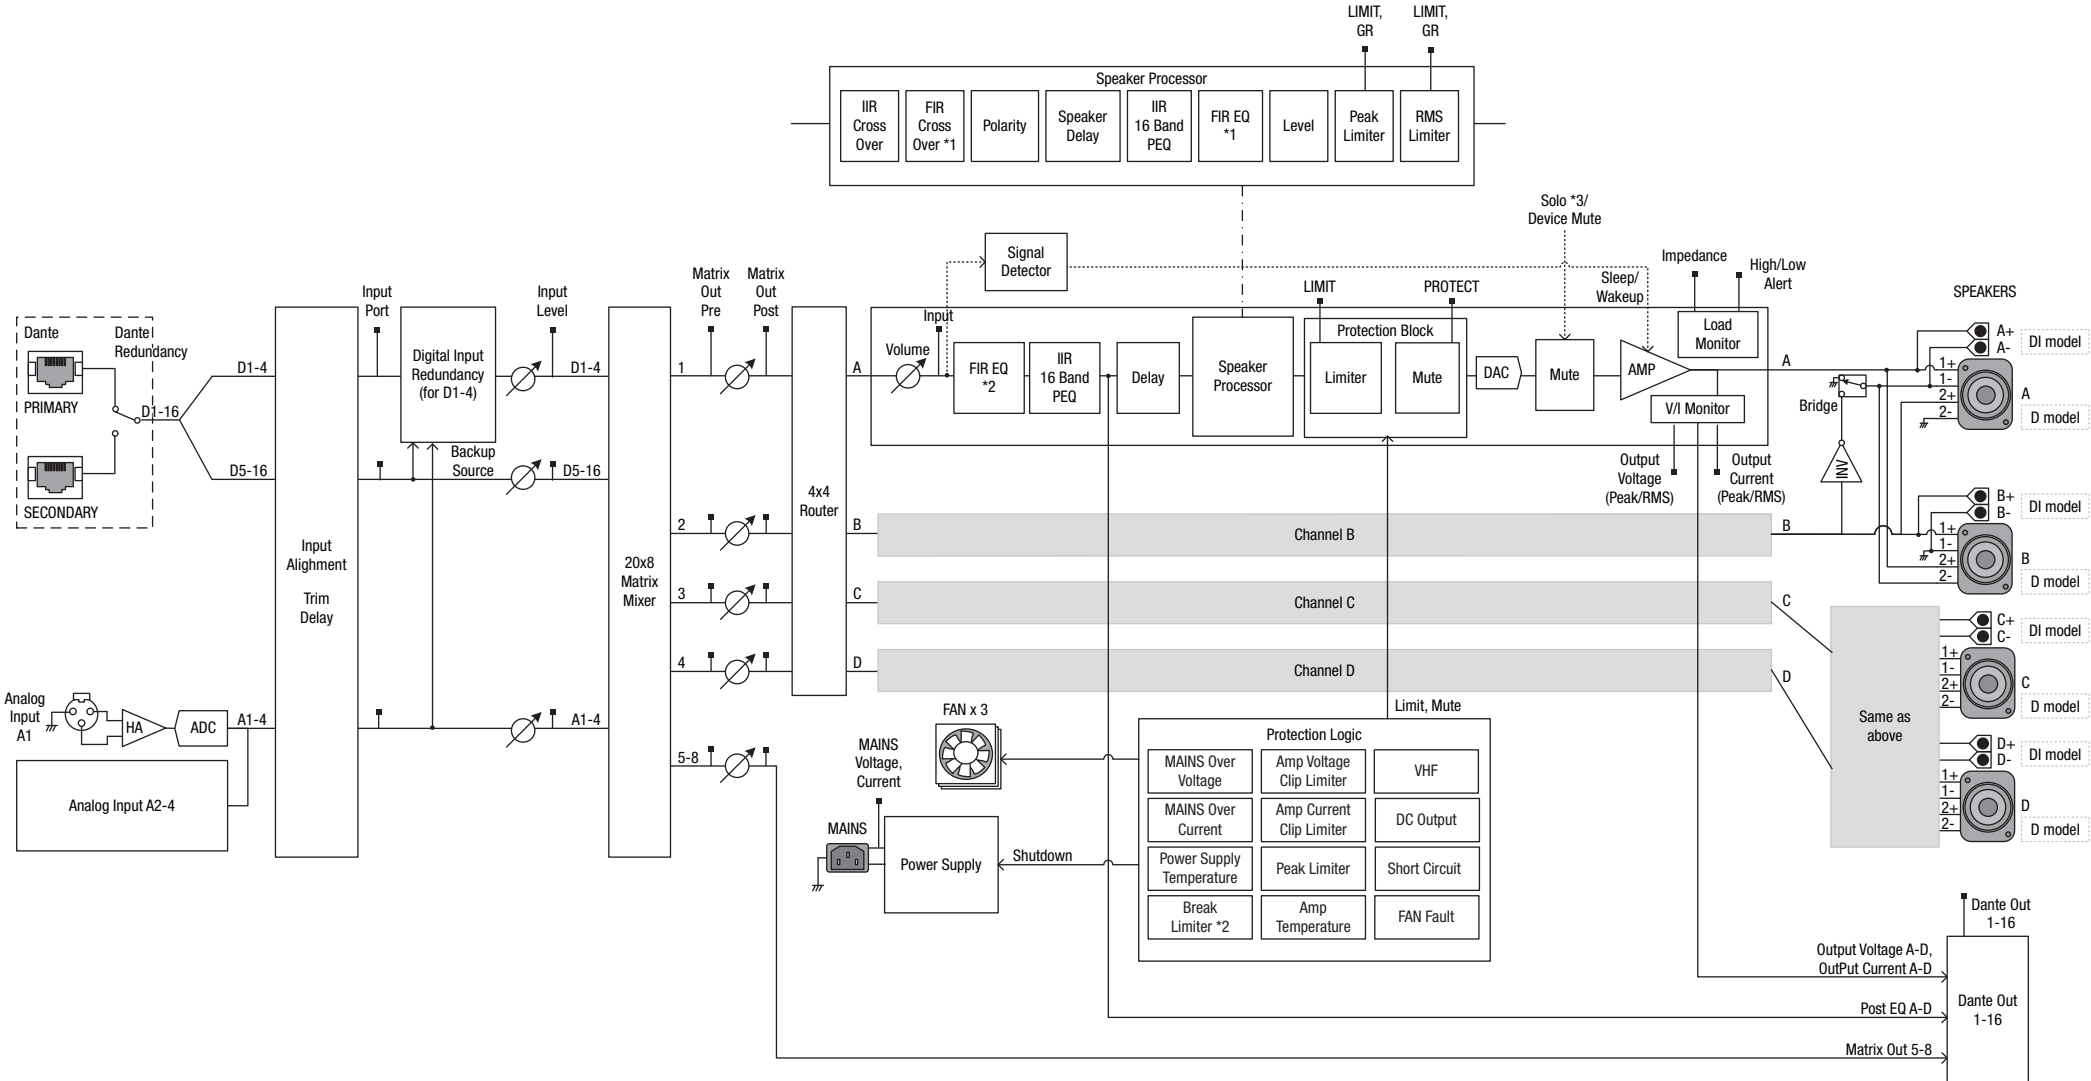 LIMIT,
GR
LIMIT,
GR
Speaker Processor
IIR
Cross
Over
FIR
Cross
Over *1
Polarity
Speaker
Delay
IIR
16 Band
PEQ
FIR EQ
*1
Level
Peak
Limiter
RMS
Limiter
Solo *3/
Device Mute
Signal
Detector
Sleep/
Wakeup
Impedance
High/Low
Alert
SPEAKERS
Dante
Dante
Redundancy
PRIMARY
SECONDARY
D1-16
D1-4
D5-16
Input
Port
Digital Input
Redundancy
(for D1-4)
Backup
Source
Input
Level
D1-4
D5-16
Input
Alighment
Trim
Delay
Analog
Input
A1
HA
ADC
A1-4
A1-4
Analog Input A2-4
20x8
Matrix
Mixer
Matrix
Out
Pre
Matrix
Out
Post
1
2
3
4
5-8
4x4
Router
A
B
C
D
Volume
Input
FIR EQ
*2
IIR
16 Band
PEQ
Delay
Speaker
Processor
LIMIT
PROTECT
Protection Block
Limiter
Mute
DAC
Mute
AMP
Load
Monitor
V/I Monitor
Output
Voltage
(Peak/RMS)
Output
Current
(Peak/RMS)
A
Bridge
INV
B
Channel B
Channel C
Channel D
C
D
A+
A-
DI model
1+
1-
2+
2-
A
D model
B+
B-
DI model
1+
1-
2+
2-
B
D model
Same as
above
C+
C-
DI model
1+
1-
2+
2-
C
D model
D+
D-
DI model
1+
1-
2+
2-
D
D model
FAN x 3
MAINS
Voltage,
Current
MAINS
Power Supply
Shutdown
Limit, Mute
Protection Logic
MAINS Over
Voltage
Amp Voltage
Clip Limiter
VHF
MAINS Over
Current
Amp Current
Clip Limiter
DC Output
Power Supply
Temperature
Peak Limiter
Short Circuit
Break
Limiter *2
Amp
Temperature
FAN Fault
Dante Out
1-16
Output Voltage A-D,
OutPut Current A-D
Post EQ A-D
Matrix Out 5-8
Dante Out
1-16